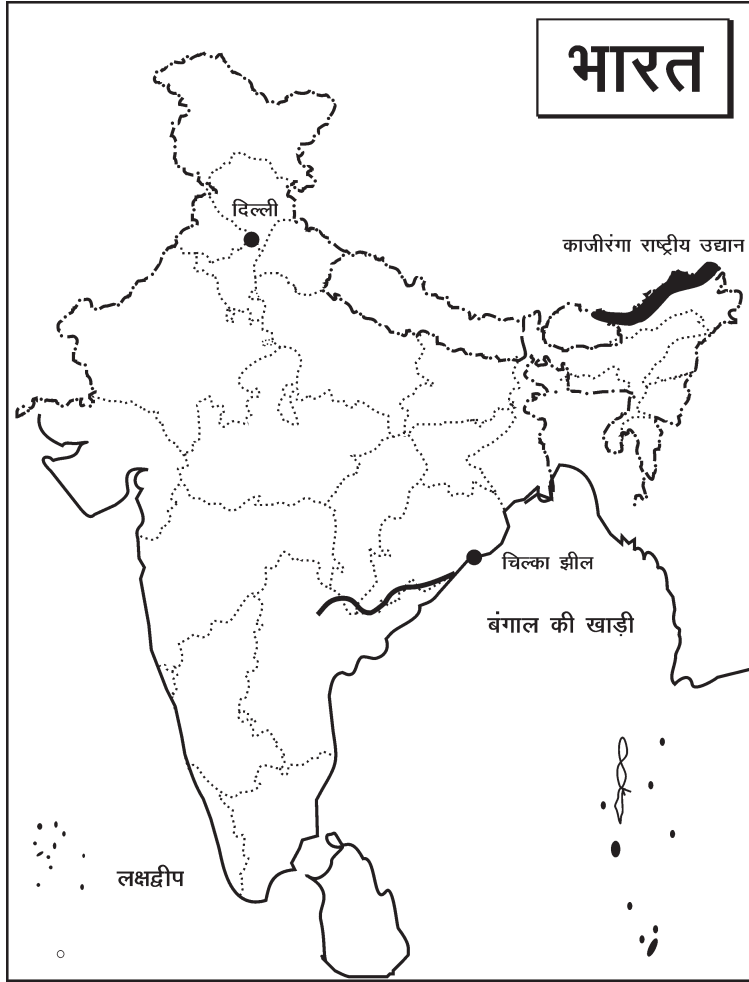 भारत
दिल्ली
काजीरंगा राष्ट्रीय उद्यान
चिल्का झील
बंगाल की खाड़ी
लक्षद्वीप